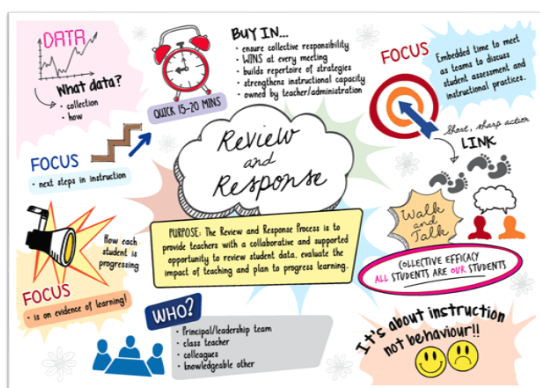 DATA
What data?
• collection
• how
QUICK 15-20 MINS
BUY IN...
• ensure collective responsibility
• WINS at every meeting
• builds repertoire of strategies
• strengthens instructional capacity
• owned by teacher/administration
FOCUS
Embedded time to meet
as teams to discuss
student assessment and
instructional practices.
Short, sharp action
LINK
FOCUS
• next steps in instruction
Review
and
Response
PURPOSE: The Review and Response Process is to
provide teachers with a collaborative and supported
opportunity to review student data, evaluate the
impact of teaching and plan to progress learning.
Walk
and
Talk
COLLECTIVE EFFICACY
ALL STUDENTS ARE OUR STUDENTS
How each
student is
progressing
FOCUS
• is on evidence of learning!
WHO?
• Principal/leadership team
• class teacher
• colleagues
• knowledgeable other
It's about instruction
not behaviour!!